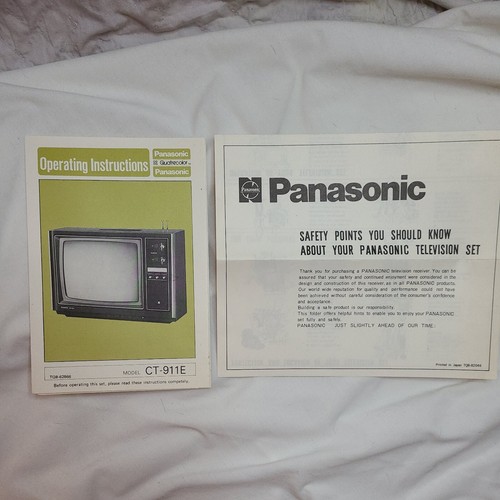 Operating Instructions
Panasonic
Quatrecolor
Panasonic
MODEL CT-911E
Before operating this set, please read these instructions completely.
Panasonic
SAFETY POINTS YOU SHOULD KNOW
ABOUT YOUR PANASONIC TELEVISION SET
Thank you for purchasing a PANASONIC television receiver. You can be
assured that your safety and continued enjoyment were considered in the
design and construction of this receiver, as in all PANASONIC products.
Our world wide reputation for quality and performance could not have
been achieved without careful consideration of the consumer's confidence
and acceptance.
Building a safe product is our responsibility.
This folder offers helpful hints to enable you to enjoy your PANASONIC
set fully and safely.
PANASONIC JUST SLIGHTLY AHEAD OF OUR TIME.
Printed in Japan